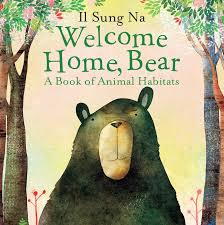 Il Sung Na
Welcome
Home, Bear
A Book of Animal Habitats